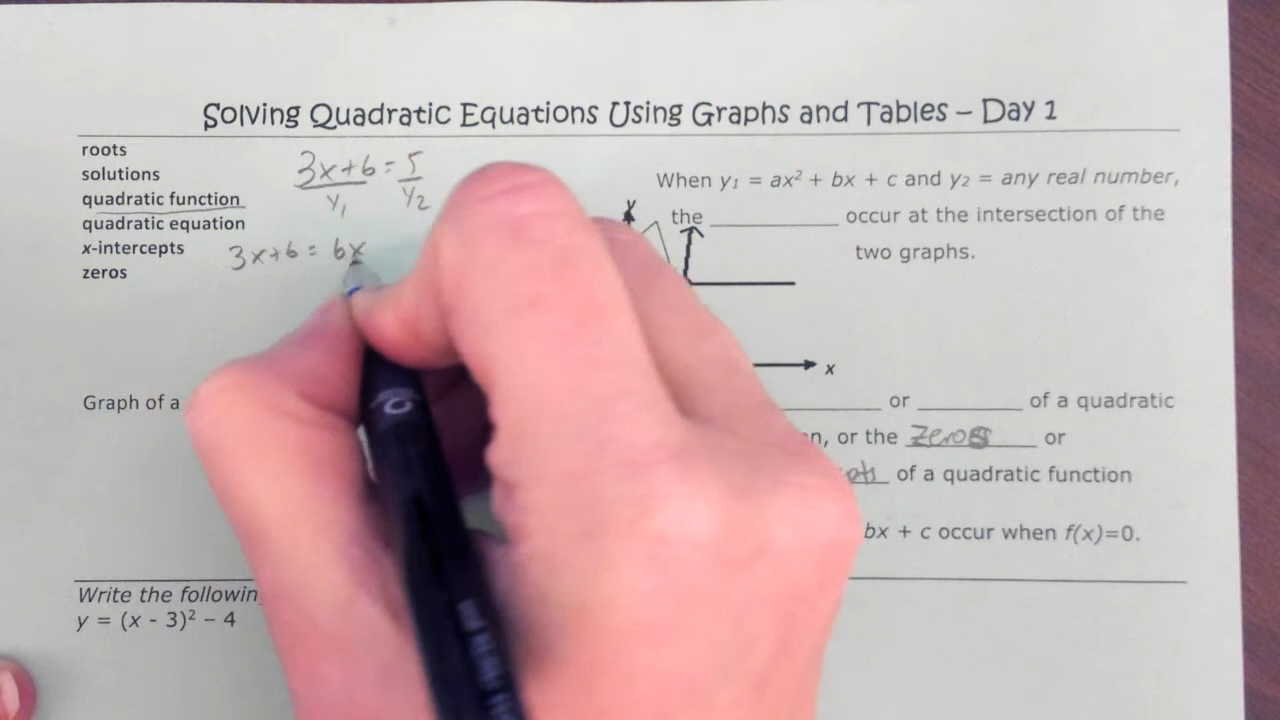 Solving Quadratic Equations Using Graphs and Tables – Day 1
roots
solutions
quadratic function
quadratic equation
x-intercepts
zeros
3x+6=5
y1 y2
3x+6=6x
When y₁ = ax² + bx + c and y₂ = any real number,
y
the __________ occur at the intersection of the
two graphs.
x
Graph of a
________ or ________ of a quadratic
or the zeros or
of a quadratic function
bx + c occur when f(x)=0.
Write the
y = (x - 3)² – 4